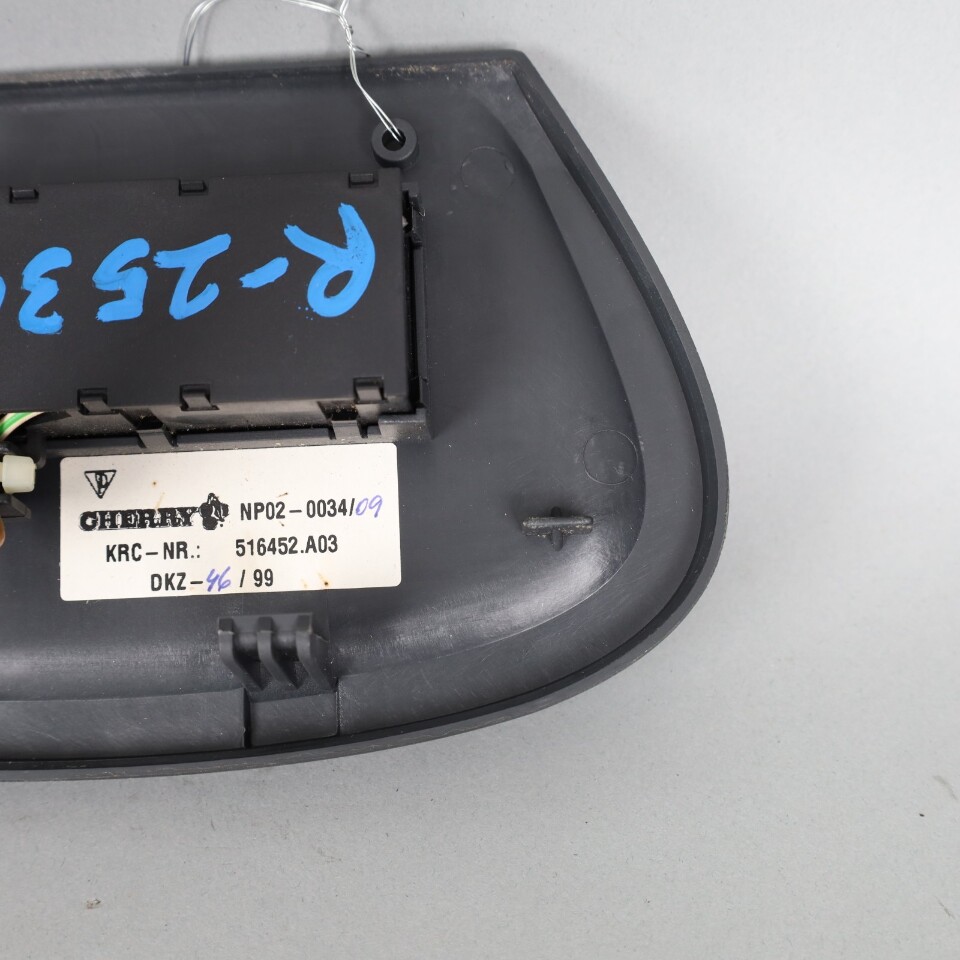 R-253
CHERRY NP02-0034/09
KRC-NR.: 516452.A03
DKZ-46/99